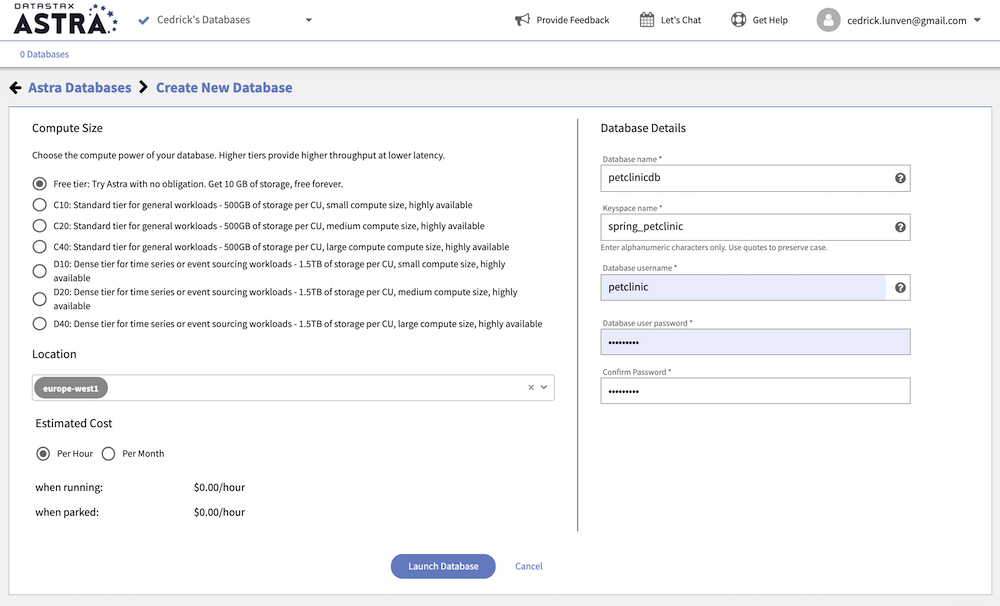 DATASTAX
ASTRA
Cedrick's Databases
Provide Feedback
Let's Chat
Get Help
cedrick.lunven@gmail.com
0 Databases
Astra Databases
Create New Database
Compute Size
Choose the compute power of your database. Higher tiers provide higher throughput at lower latency.
Free tier: Try Astra with no obligation. Get 10 GB of storage, free forever.
C10: Standard tier for general workloads - 500GB of storage per CU, small compute size, highly available
C20: Standard tier for general workloads - 500GB of storage per CU, medium compute size, highly available
C40: Standard tier for general workloads - 500GB of storage per CU, large compute compute size, highly available
D10: Dense tier for time series or event sourcing workloads - 1.5TB of storage per CU, small compute size, highly
available
D20: Dense tier for time series or event sourcing workloads - 1.5TB of storage per CU, medium compute size, highly
available
D40: Dense tier for time series or event sourcing workloads - 1.5TB of storage per CU, large compute size, highly available
Location
europe-west1
Estimated Cost
Per Hour
Per Month
when running: $0.00/hour
when parked: $0.00/hour
Database Details
Database name *
petclinicdb
Keyspace name *
spring_petclinic
Enter alphanumeric characters only. Use quotes to preserve case.
Database username *
petclinic
Database user password *
•••••••••
Confirm Password *
•••••••••
Launch Database
Cancel